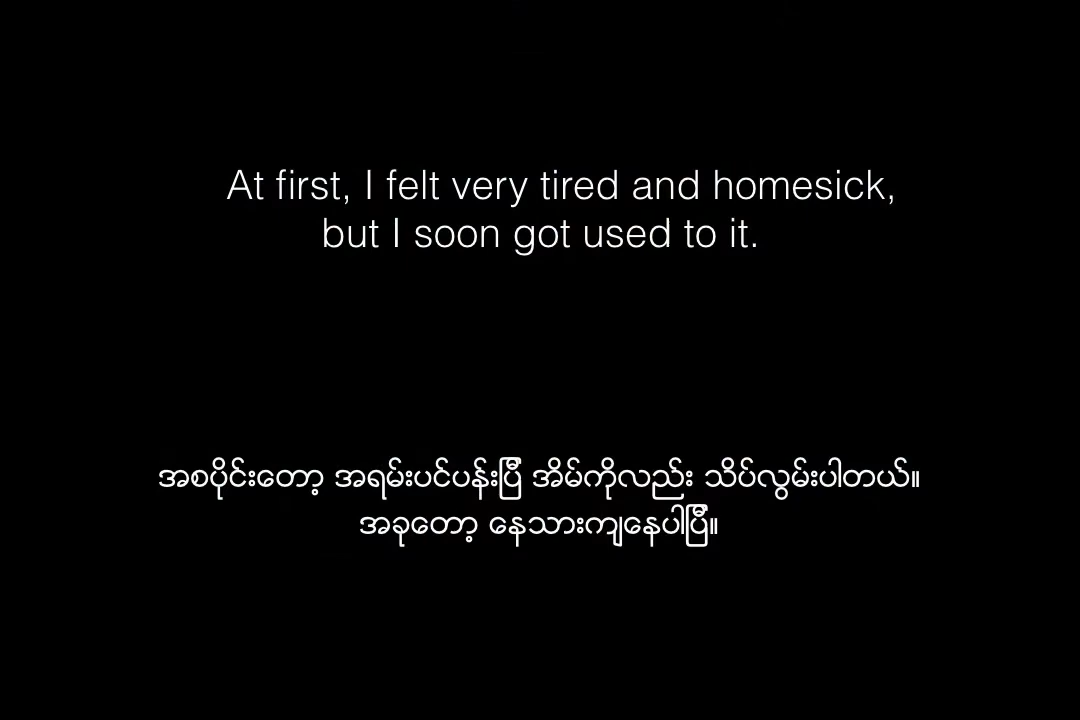 At first, I felt very tired and homesick,
but I soon got used to it.
အစပိုင်းတော့ အရမ်းပင်ပန်းပြီ အိမ်ကိုလည်း သိပ်လွမ်းပါတယ်။
အခုတော့ နေသားကျနေပါပြီ။